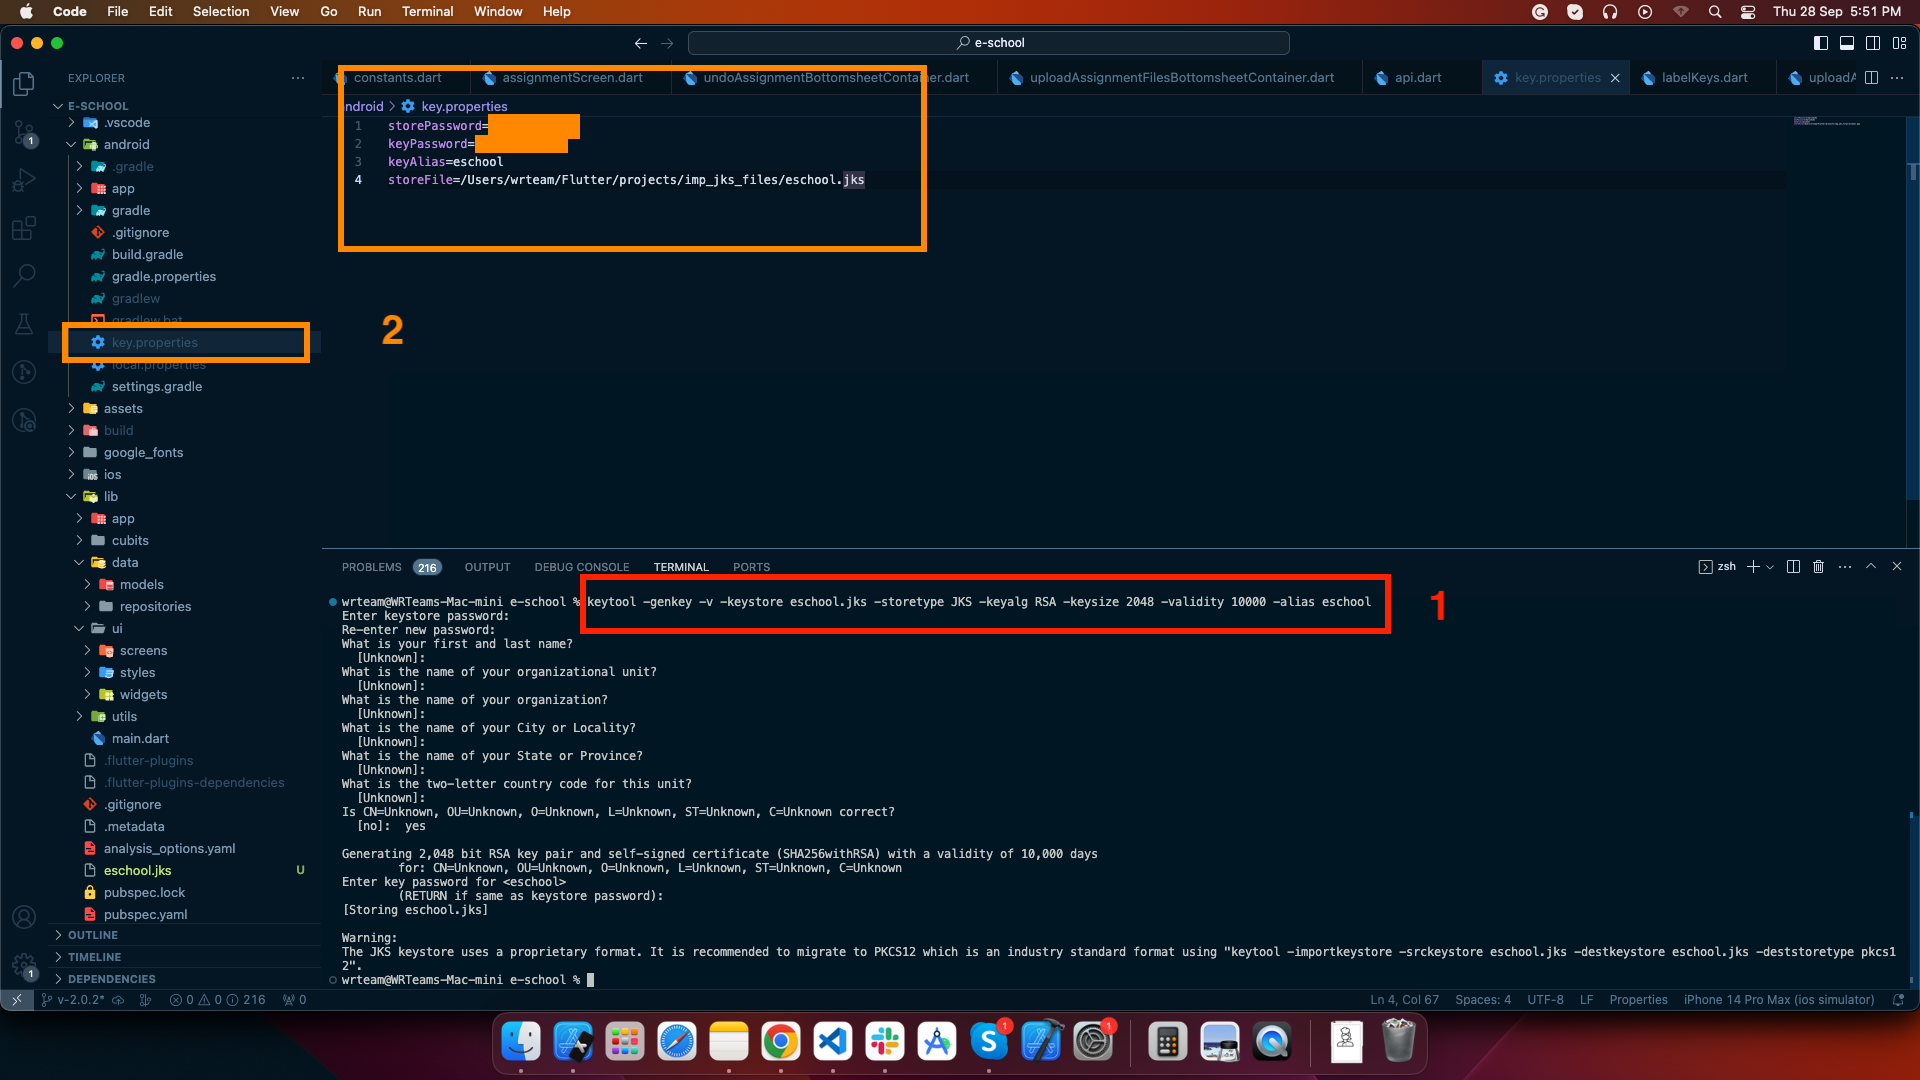 Code File Edit Selection View Go Run Terminal Window Help
Thu 28 Sep 5:51 PM
e-school
EXPLORER
constants.dart
assignmentScreen.dart
undoAssignmentBottomsheetContainer.dart
uploadAssignmentFilesBottomsheetContainer.dart
api.dart
key.properties
labelKeys.dart
uploadA
E-SCHOOL
.vscode
android
.gradle
app
gradle
.gitignore
build.gradle
gradle.properties
gradlew
gradlew.bat
key.properties
local.properties
settings.gradle
assets
build
google_fonts
ios
lib
app
cubits
data
models
repositories
ui
screens
styles
widgets
utils
main.dart
.flutter-plugins
.flutter-plugins-dependencies
.gitignore
.metadata
analysis_options.yaml
eschool.jks U
pubspec.lock
pubspec.yaml
OUTLINE
TIMELINE
DEPENDENCIES
1
1
ndroid > key.properties
1 storePassword=
2 keyPassword=
3 keyAlias=eschool
4 storeFile=/Users/wrteam/Flutter/projects/imp_jks_files/eschool.jks
2
PROBLEMS 216 OUTPUT DEBUG CONSOLE TERMINAL PORTS
zsh
wrteam@WRTeams-Mac-mini e-school % keytool -genkey -v -keystore eschool.jks -storetype JKS -keyalg RSA -keysize 2048 -validity 10000 -alias eschool
1
Enter keystore password:
Re-enter new password:
What is your first and last name?
[Unknown]:
What is the name of your organizational unit?
[Unknown]:
What is the name of your organization?
[Unknown]:
What is the name of your City or Locality?
[Unknown]:
What is the name of your State or Province?
[Unknown]:
What is the two-letter country code for this unit?
[Unknown]:
Is CN=Unknown, OU=Unknown, O=Unknown, L=Unknown, ST=Unknown, C=Unknown correct?
[no]: yes
Generating 2,048 bit RSA key pair and self-signed certificate (SHA256withRSA) with a validity of 10,000 days
for: CN=Unknown, OU=Unknown, O=Unknown, L=Unknown, ST=Unknown, C=Unknown
Enter key password for <eschool>
(RETURN if same as keystore password):
[Storing eschool.jks]
Warning:
The JKS keystore uses a proprietary format. It is recommended to migrate to PKCS12 which is an industry standard format using "keytool -importkeystore -srckeystore eschool.jks -destkeystore eschool.jks -deststoretype pkcs1
2".
wrteam@WRTeams-Mac-mini e-school %
v-2.0.2* 0 0 216 0
Ln 4, Col 67 Spaces: 4 UTF-8 LF Properties iPhone 14 Pro Max (ios simulator)
1
1